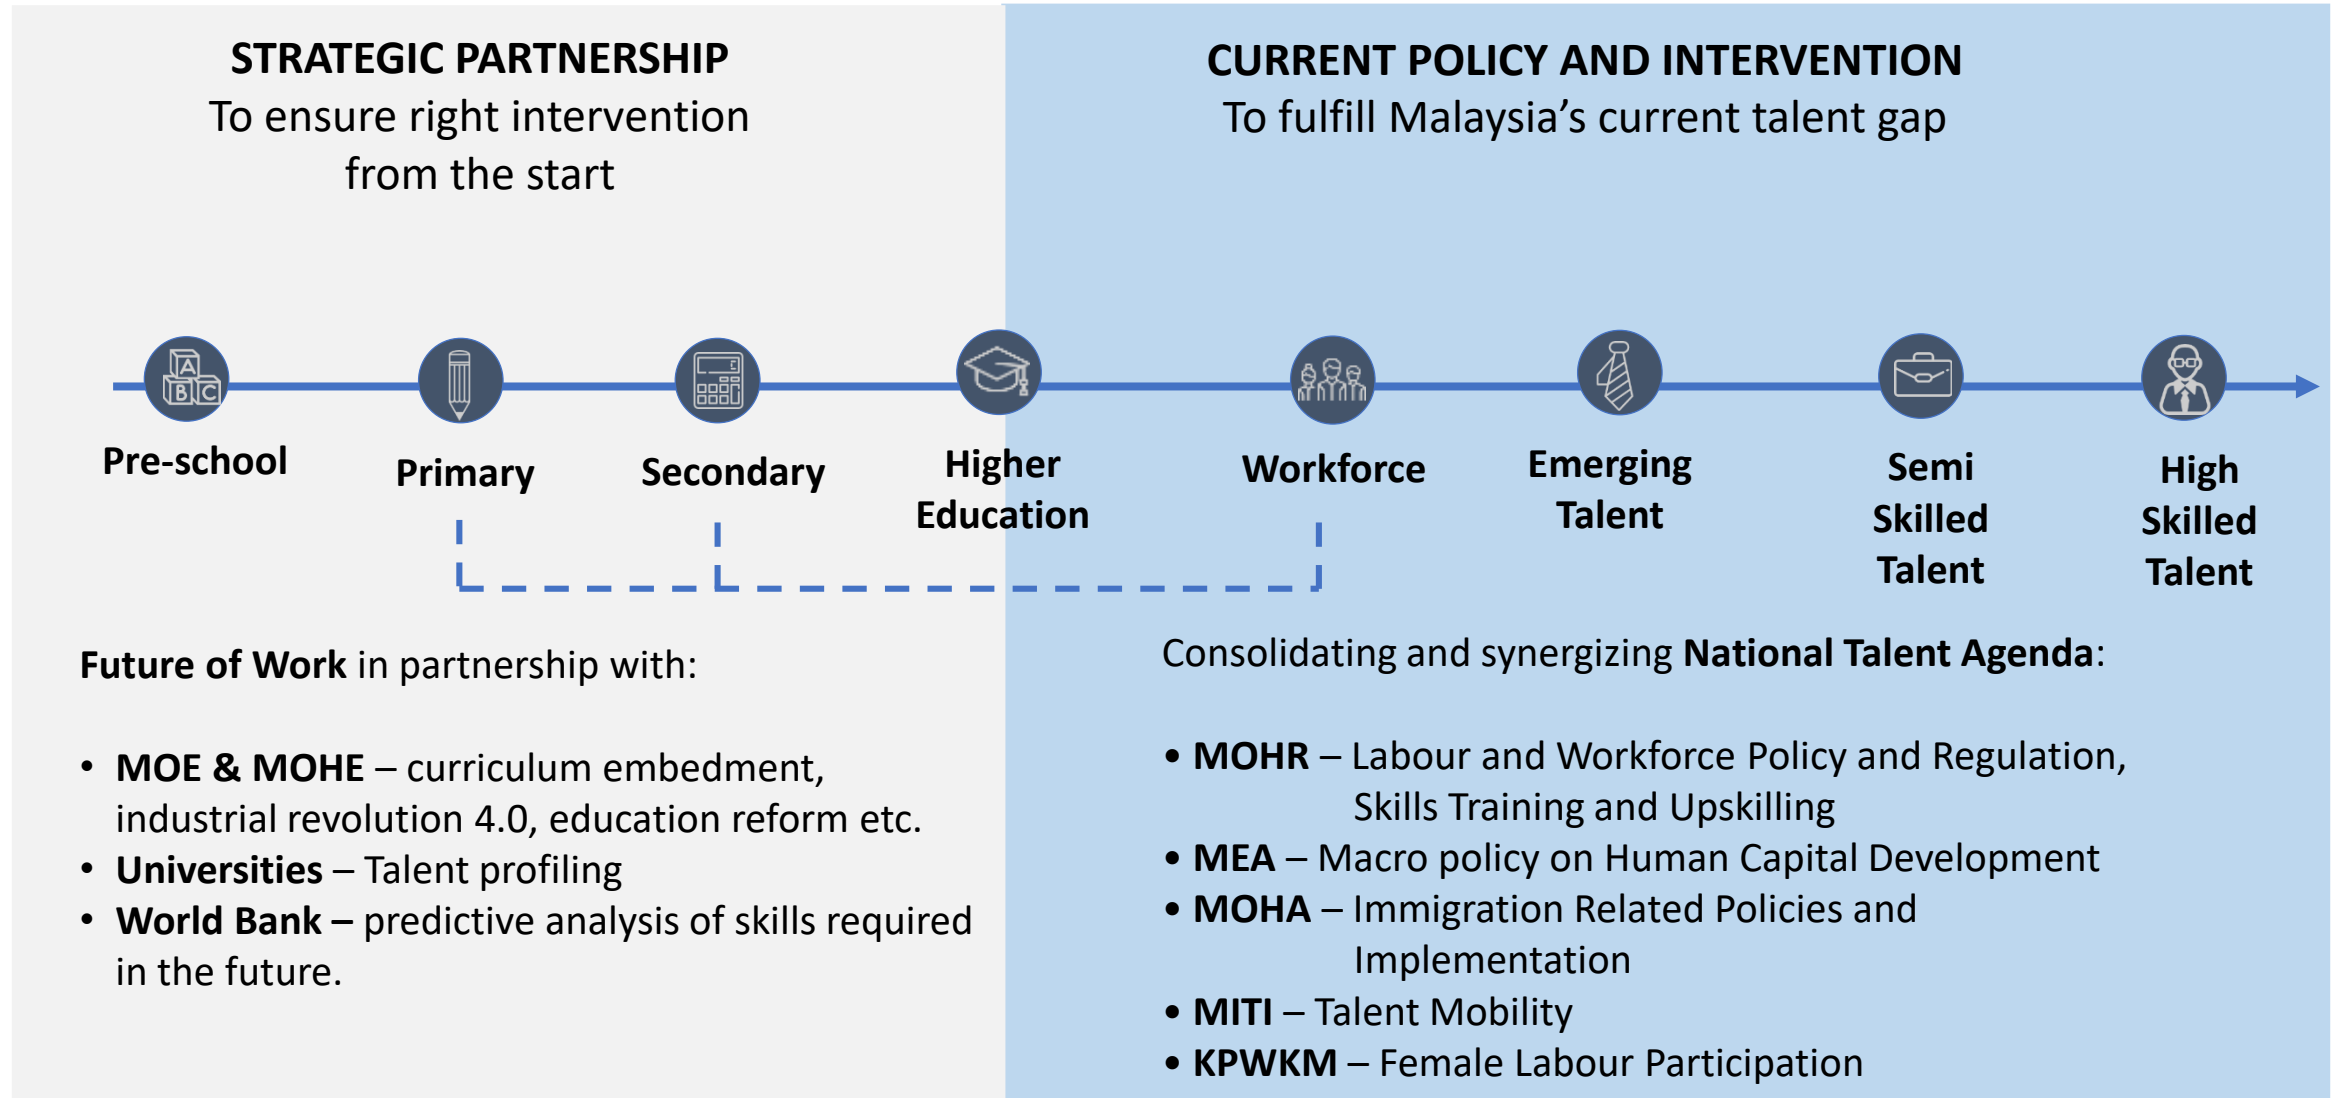 STRATEGIC PARTNERSHIP
To ensure right intervention
from the start
CURRENT POLICY AND INTERVENTION
To fulfill Malaysia's current talent gap
A
B C
Pre-school
Primary
Secondary
Higher
Education
Workforce
Emerging
Talent
Semi
Skilled
Talent
High
Skilled
Talent
Future of Work in partnership with:
• MOE & MOHE – curriculum embedment,
industrial revolution 4.0, education reform etc.
• Universities – Talent profiling
• World Bank – predictive analysis of skills required
in the future.
Consolidating and synergizing National Talent Agenda:
• MOHR – Labour and Workforce Policy and Regulation,
Skills Training and Upskilling
• MEA – Macro policy on Human Capital Development
• MOHA – Immigration Related Policies and
Implementation
• MITI – Talent Mobility
• KPWKM – Female Labour Participation